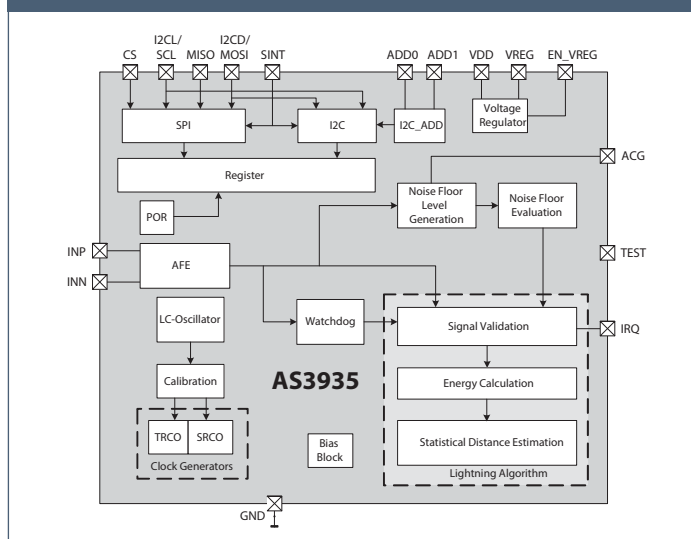 I2CL/ I2CD/
CS SCL MISO MOSI SINT ADD0 ADD1 VDD VREG EN_VREG
SPI I2C I2C_ADD Voltage
Regulator
Register
ACG
Noise Floor
Level
Generation
Noise Floor
Evaluation
POR
INP
INN
AFE
TEST
LC-Oscillator
Watchdog
Signal Validation
IRQ
AS3935
Calibration
Energy Calculation
TRCO SRCO
Clock Generators
Bias
Block
Statistical Distance Estimation
Lightning Algorithm
GND